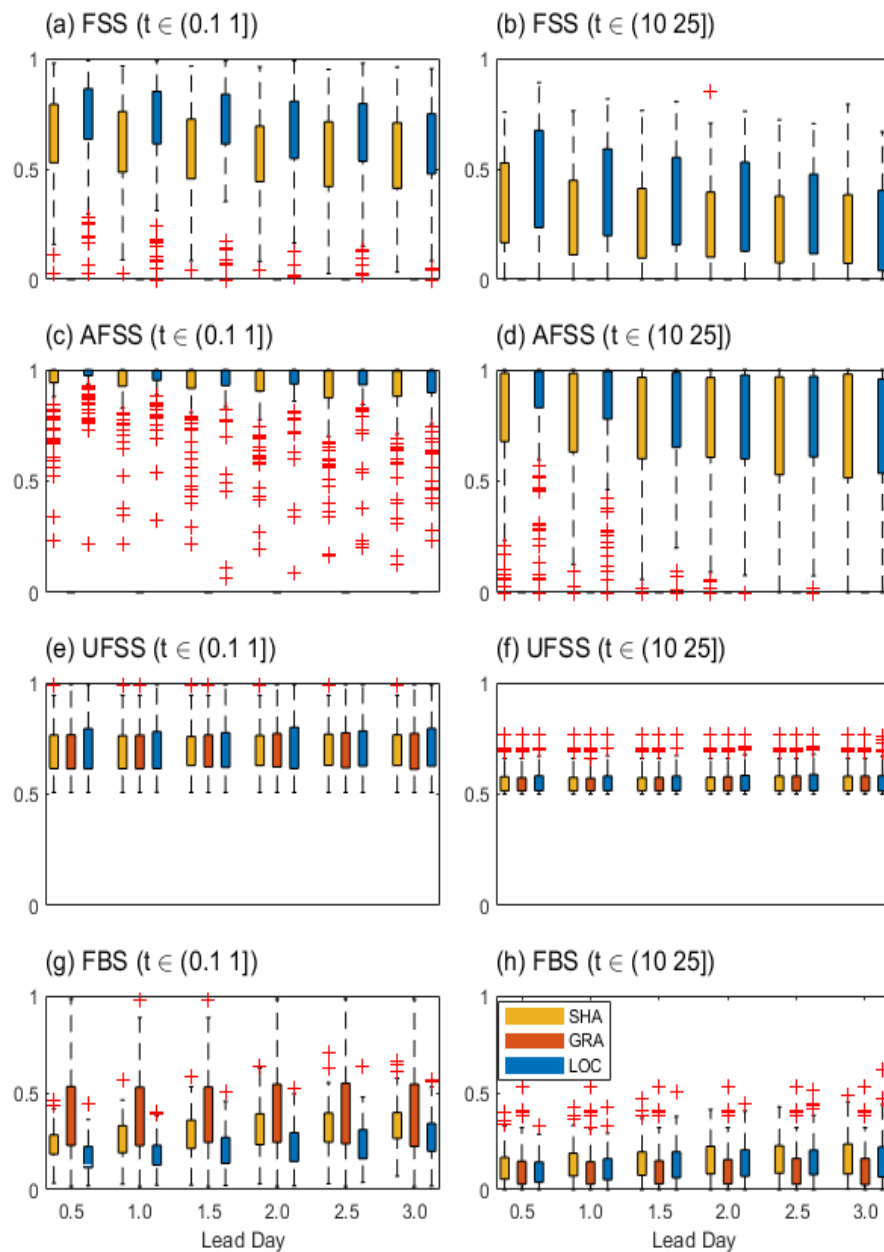 (a) FSS (t ∈ (0.1 1])
(b) FSS (t ∈ (10 25])
1
0.5
0
1
0.5
0
(c) AFSS (t ∈ (0.1 1])
(d) AFSS (t ∈ (10 25])
1
0.5
0
1
0.5
0
(e) UFSS (t ∈ (0.1 1])
(f) UFSS (t ∈ (10 25])
1
0.5
0
1
0.5
0
(g) FBS (t ∈ (0.1 1])
(h) FBS (t ∈ (10 25])
1
0.5
0
1
0.5
0
SHA
GRA
LOC
0.5 1.0 1.5 2.0 2.5 3.0
0.5 1.0 1.5 2.0 2.5 3.0
Lead Day
Lead Day